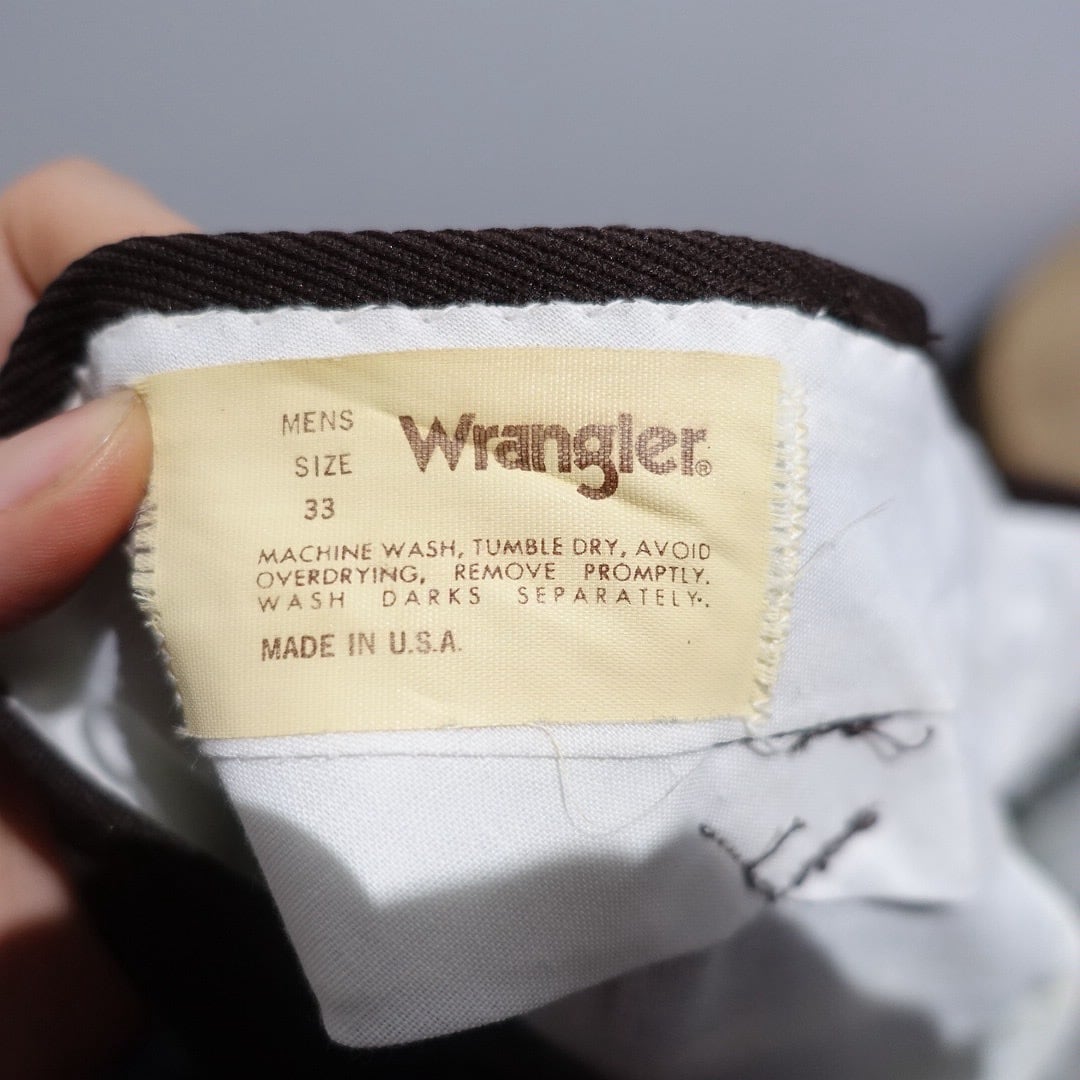 MENS
SIZE
33
Wrangler®
MACHINE WASH, TUMBLE DRY, AVOID
OVERDRYING, REMOVE PROMPTLY.
WASH DARKS SEPARATELY.
MADE IN U.S.A.